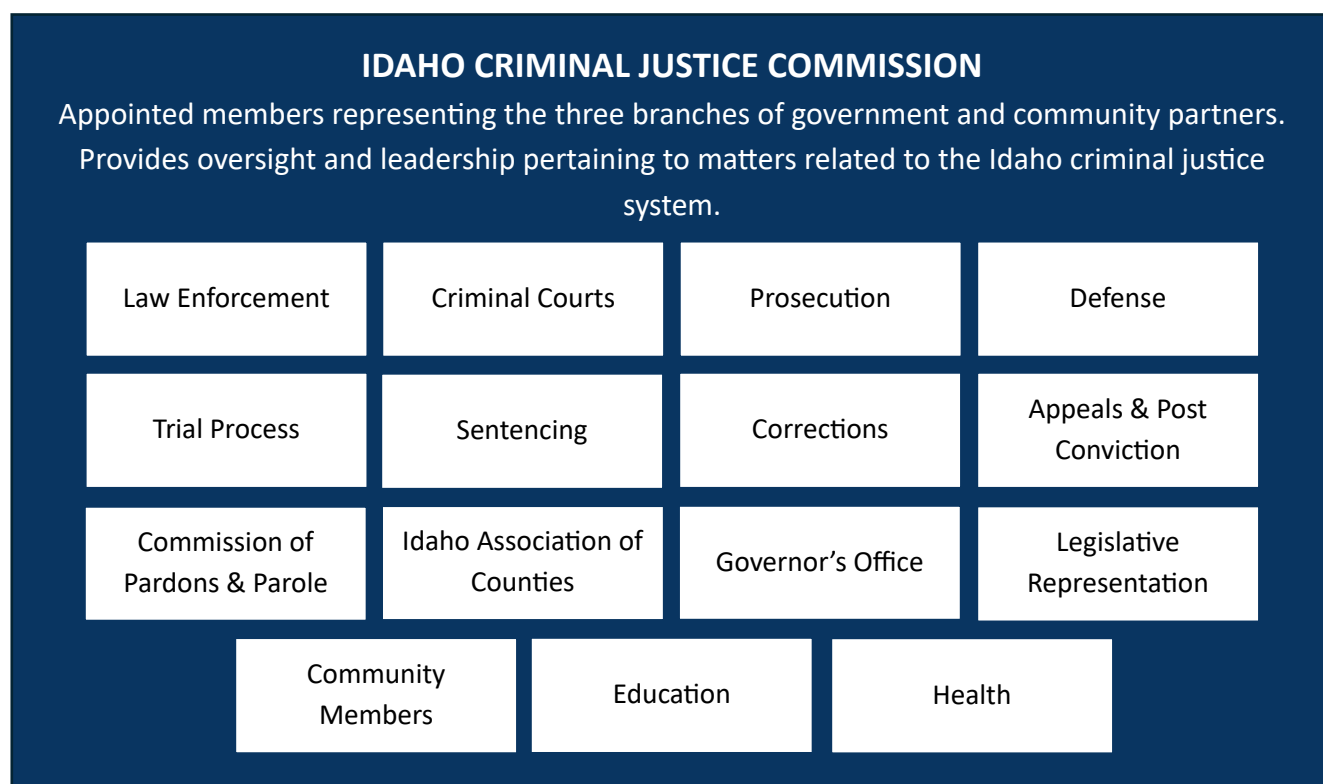 IDAHO CRIMINAL JUSTICE COMMISSION
Appointed members representing the three branches of government and community partners.
Provides oversight and leadership pertaining to matters related to the Idaho criminal justice
system.
Law Enforcement
Criminal Courts
Prosecution
Defense
Trial Process
Sentencing
Corrections
Appeals & Post
Conviction
Commission of
Pardons & Parole
Idaho Association of
Counties
Governor’s Office
Legislative
Representation
Community
Members
Education
Health